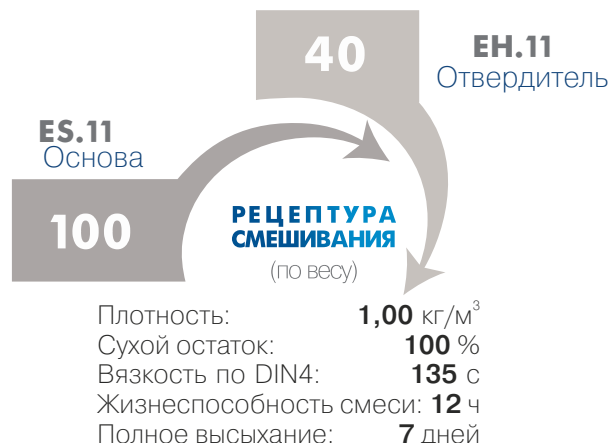 40
EH.11
Отвердитель
ES.11
Основа
100
РЕЦЕПТУРА
СМЕШИВАНИЯ
(по весу)
Плотность: 1,00 кг/м³
Сухой остаток: 100 %
Вязкость по DIN4: 135 с
Жизнеспособность смеси: 12 ч
Полное высыхание: 7 дней